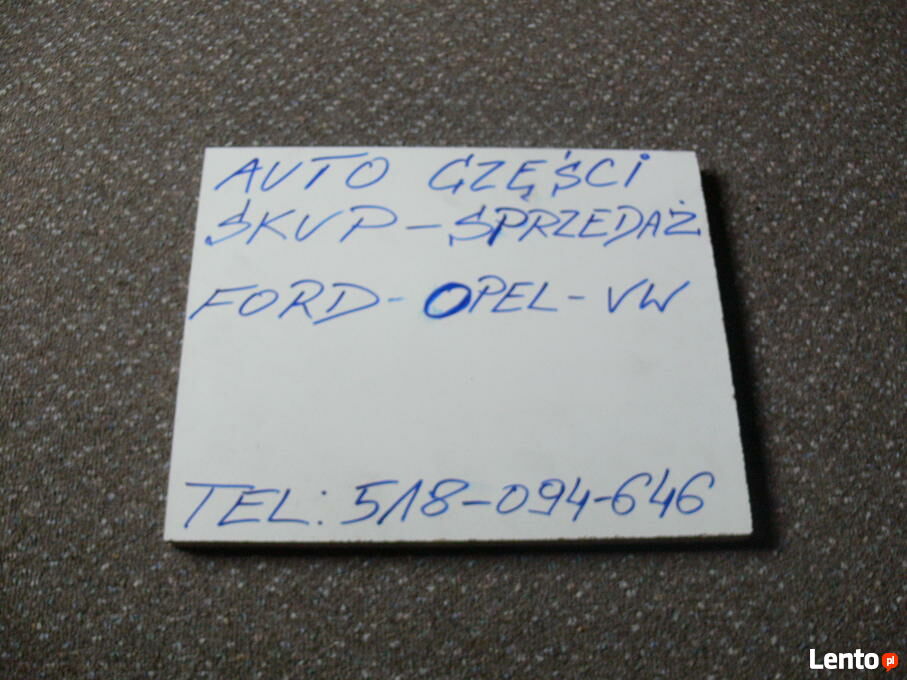 AUTO CZĘŚCI
SKUP - SPRZEDAŻ
FORD - OPEL - VW
TEL: 518-094-646
Lento.pl